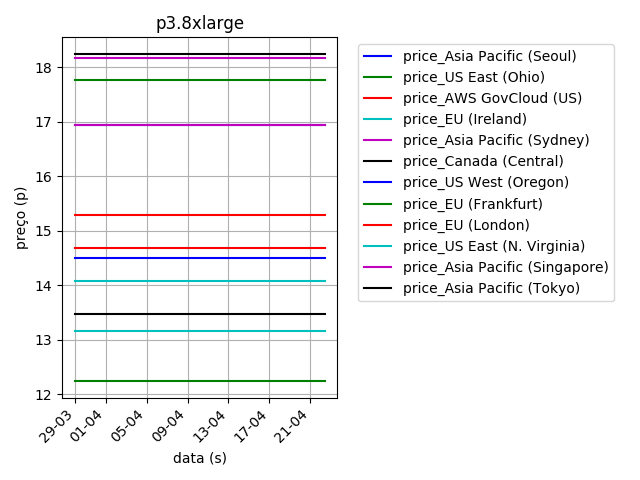 p3.8xlarge
preço (p)
18
17
16
15
14
13
12
29-03
01-04
05-04
09-04
13-04
17-04
21-04
data (s)
price_Asia Pacific (Seoul)
price_US East (Ohio)
price_AWS GovCloud (US)
price_EU (Ireland)
price_Asia Pacific (Sydney)
price_Canada (Central)
price_US West (Oregon)
price_EU (Frankfurt)
price_EU (London)
price_US East (N. Virginia)
price_Asia Pacific (Singapore)
price_Asia Pacific (Tokyo)